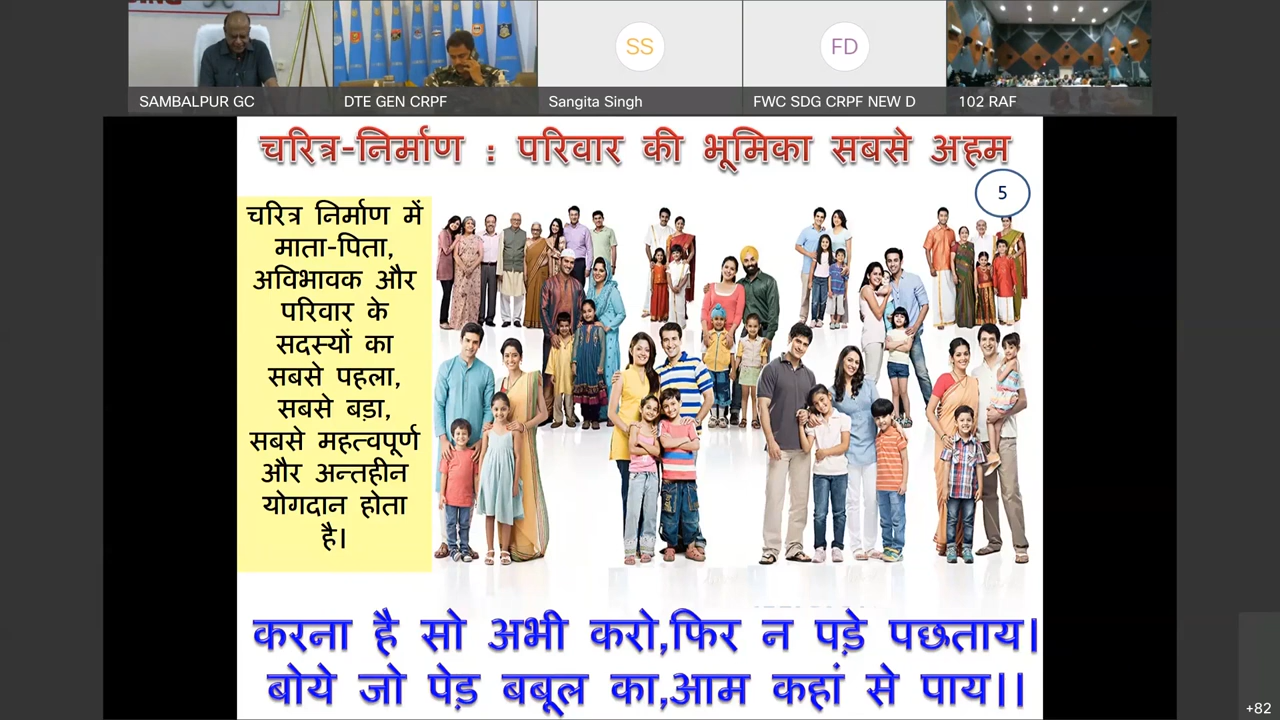 SAMBALPUR GC
DTE GEN CRPF
SS
Sangita Singh
FD
FWC SDG CRPF NEW D
102 RAF
चरित्र-निर्माण : परिवार की भूमिका सबसे अहम
5
चरित्र निर्माण में
माता-पिता,
अविभावक और
परिवार के
सदस्यों का
सबसे पहला,
सबसे बड़ा,
सबसे महत्वपूर्ण
और अन्तहीन
योगदान होता
है।
करना है सो अभी करो,फिर न पड़े पछताय।
बोये जो पेड़ बबूल का,आम कहां से पाय।।
+82